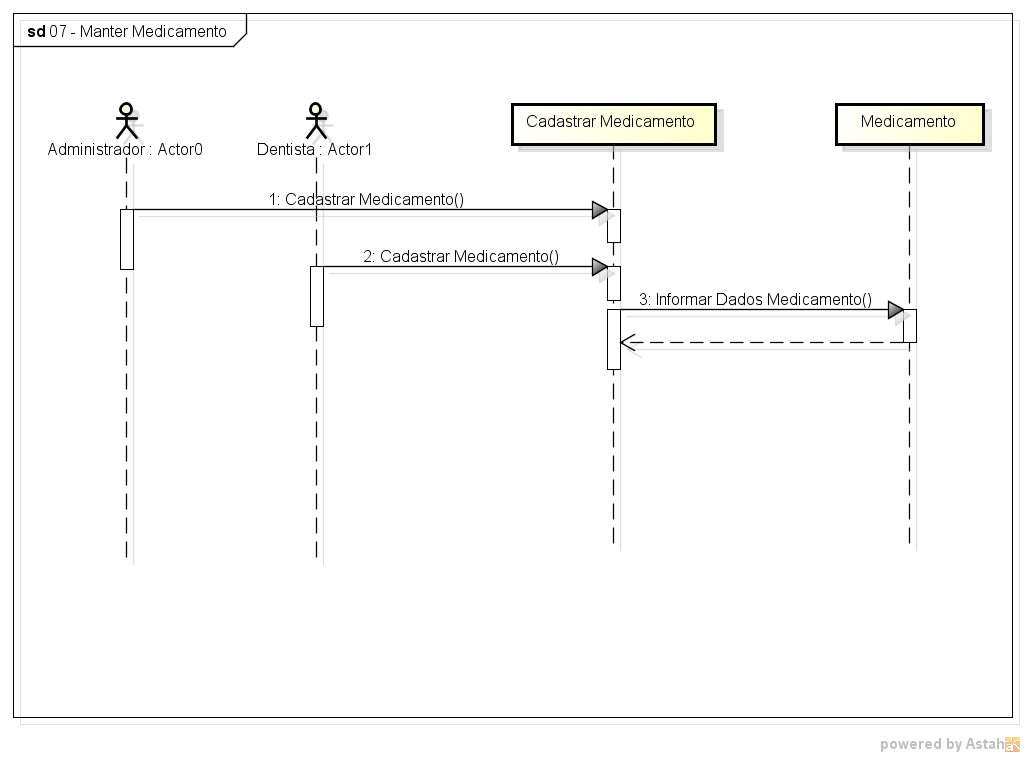 sd 07 - Manter Medicamento
Administrador : Actor0
Dentista : Actor1
Cadastrar Medicamento
Medicamento
1: Cadastrar Medicamento()
2: Cadastrar Medicamento()
3: Informar Dados Medicamento()
powered by Astah